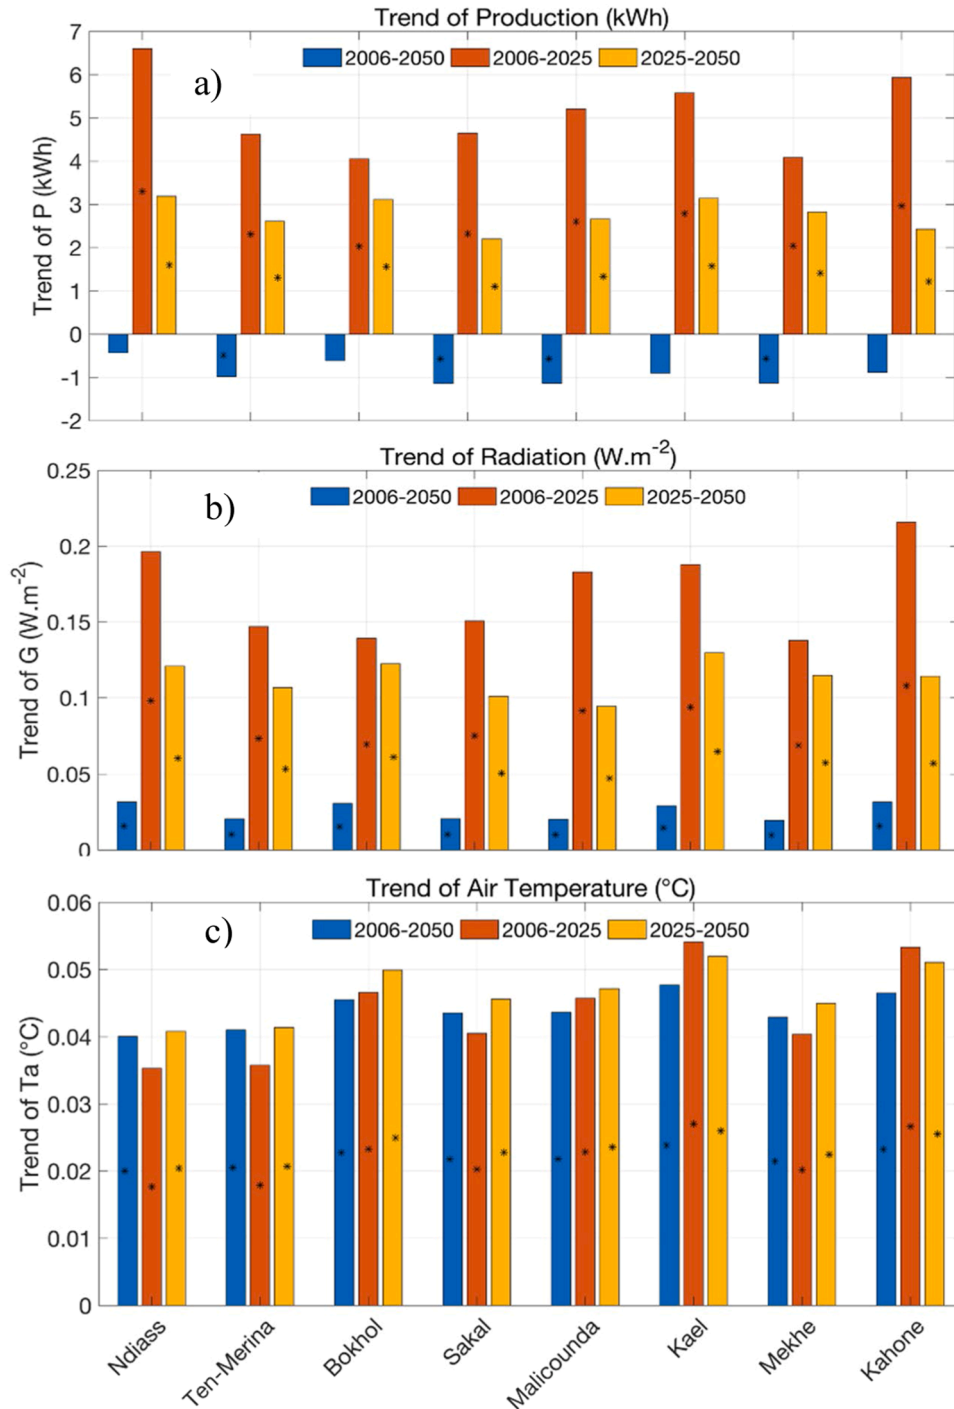 Trend of Production (kWh)
2006-2050 2006-2025 2025-2050
a)
Trend of P (kWh)
7
6
5
4
3
2
1
0
-1
-2
Trend of Radiation (W.m-2)
2006-2050 2006-2025 2025-2050
b)
Trend of G (W.m-2)
0.25
0.2
0.15
0.1
0.05
0
Trend of Air Temperature (°C)
2006-2050 2006-2025 2025-2050
c)
Trend of Ta (°C)
0.06
0.05
0.04
0.03
0.02
0.01
0
Ndiass
Ten-Merina
Bokhol
Sakal
Malicounda
Kael
Mekhe
Kahone